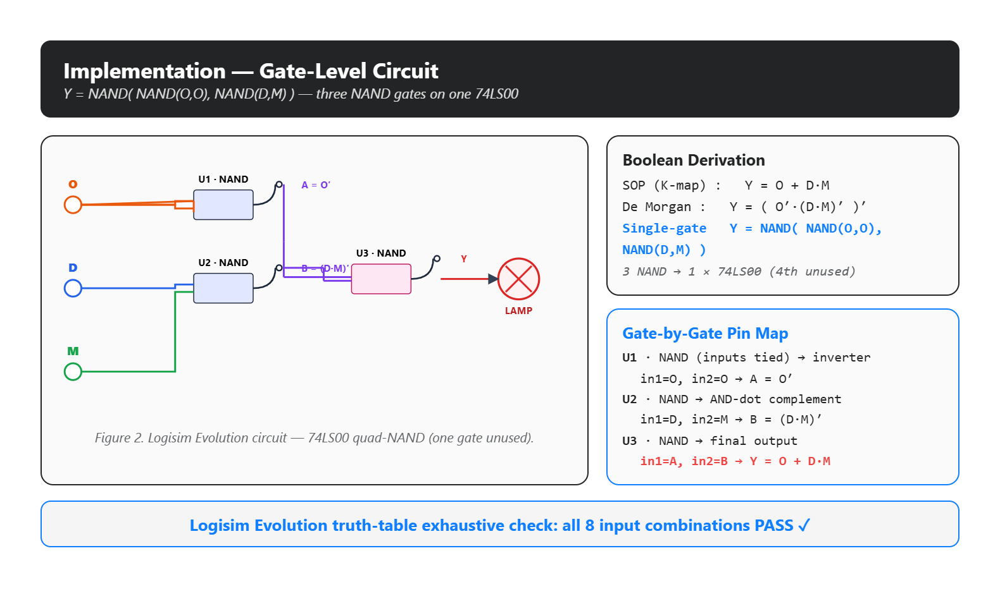 Implementation — Gate-Level Circuit
Y = NAND( NAND(O,O), NAND(D,M) ) — three NAND gates on one 74LS00
O
U1 · NAND
A = O′
D
U2 · NAND
B = (D·M)′
U3 · NAND
Y
LAMP
M
Figure 2. Logisim Evolution circuit — 74LS00 quad-NAND (one gate unused).
Boolean Derivation
SOP (K-map) : Y = O + D·M
De Morgan : Y = ( O′·(D·M)′ )′
Single-gate Y = NAND( NAND(O,O),
NAND(D,M) )
3 NAND → 1 × 74LS00 (4th unused)
Gate-by-Gate Pin Map
U1 · NAND (inputs tied) → inverter
in1=O, in2=O → A = O′
U2 · NAND → AND-dot complement
in1=D, in2=M → B = (D·M)′
U3 · NAND → final output
in1=A, in2=B → Y = O + D·M
Logisim Evolution truth-table exhaustive check: all 8 input combinations PASS ✓